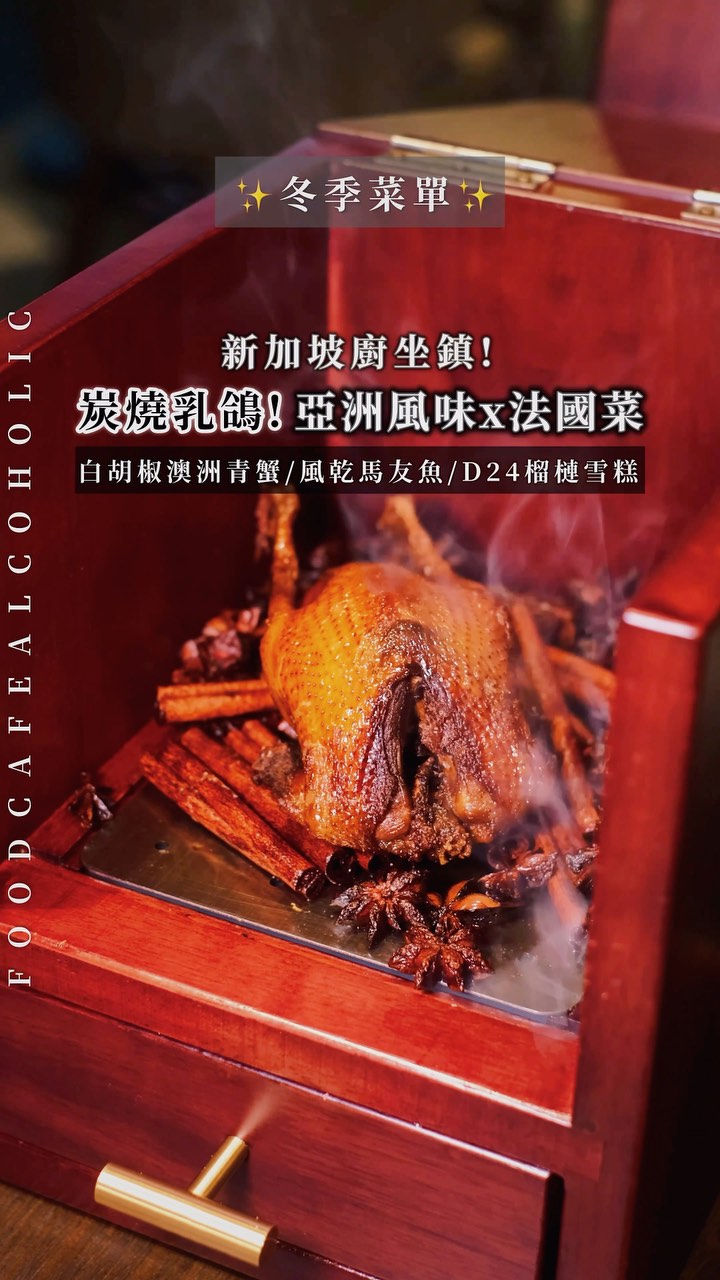 ✨冬季菜單✨
新加坡廚坐鎮!
炭燒乳鴿! 亞洲風味x法國菜
白胡椒澳洲青蟹/風乾馬友魚/D24榴槤雪糕
FOODCAFEALCOHOLIC